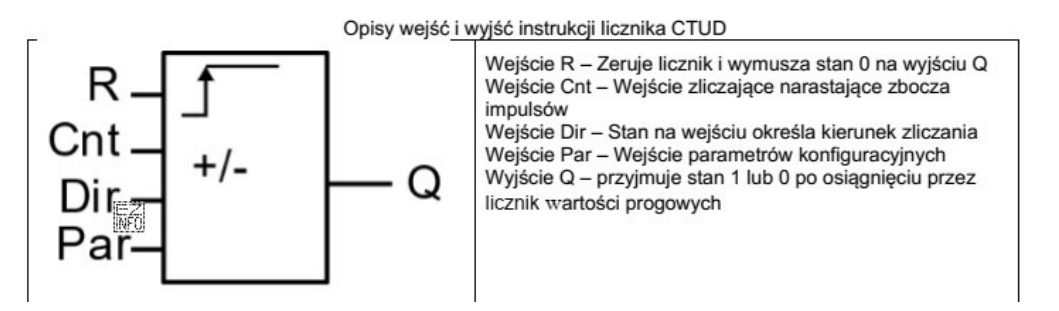 Opisy wejść i wyjść instrukcji licznika CTUD
R
Cnt
Dir
Par
+/-
Q
EZ
INFO
Wejście R – Zeruje licznik i wymusza stan 0 na wyjściu Q
Wejście Cnt – Wejście zliczające narastające zbocza
impulsów
Wejście Dir – Stan na wejściu określa kierunek zliczania
Wejście Par – Wejście parametrów konfiguracyjnych
Wyjście Q – przyjmuje stan 1 lub 0 po osiągnięciu przez
licznik wartości progowych